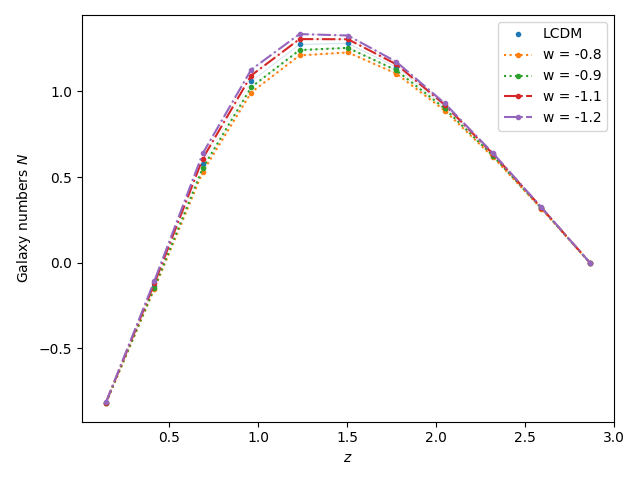 LCDM
w = -0.8
w = -0.9
w = -1.1
w = -1.2
Galaxy numbers N
1.0
0.5
0.0
−0.5
0.5 1.0 1.5 2.0 2.5 3.0
z